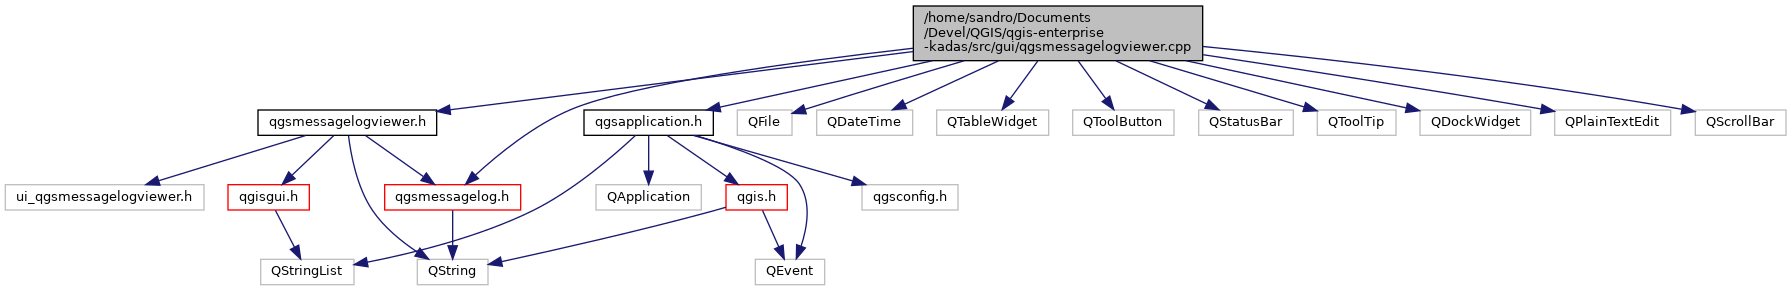 /home/sandro/Documents
/Devel/QGIS/qgis-enterprise
-kadas/src/gui/qgsmessagelogviewer.cpp
qgsmessagelogviewer.h
qgsapplication.h
QFile
QDateTime
QTableWidget
QToolButton
QStatusBar
QToolTip
QDockWidget
QPlainTextEdit
QScrollBar
ui_qgsmessagelogviewer.h
qgisgui.h
qgsmessagelog.h
QApplication
qgis.h
qgsconfig.h
QStringList
QString
QEvent